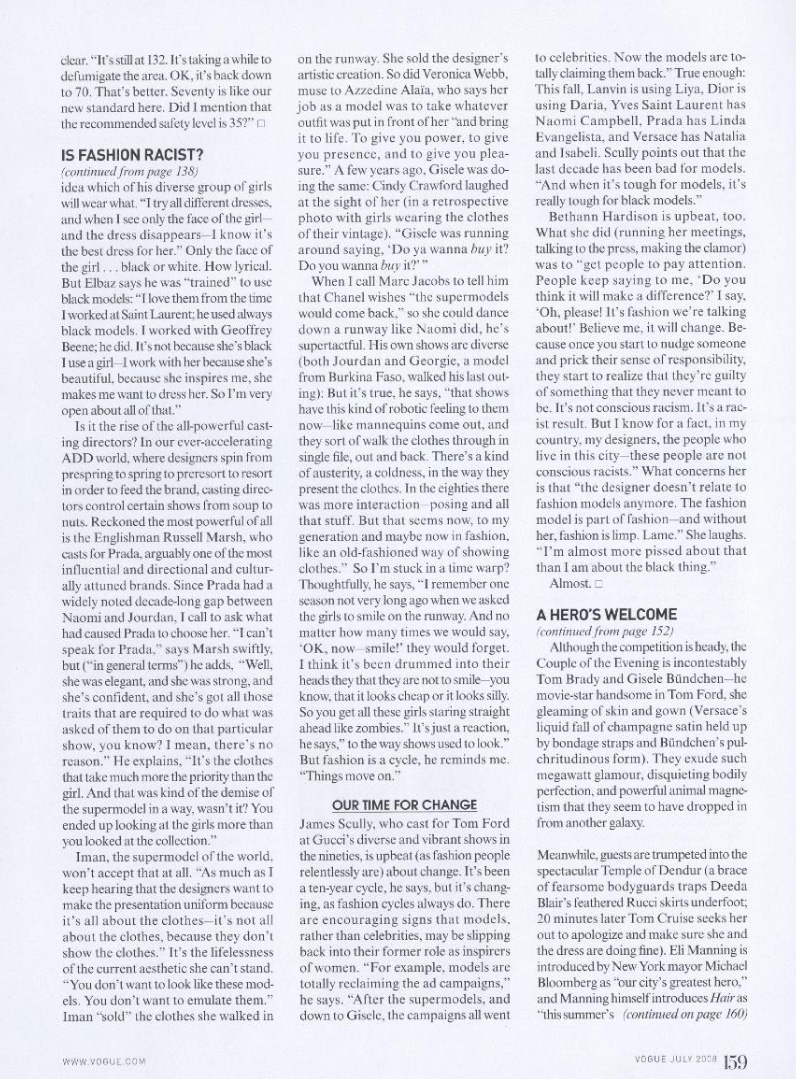 clear. “It’s still at 132. It’s taking a while to
defumigate the area. OK, it’s back down
to 70. That’s better. Seventy is like our
new standard here. Did I mention that
the recommended safety level is 35?” □
IS FASHION RACIST?
(continued from page 138)
idea which of his diverse group of girls
will wear what. “I try all different dresses,
and when I see only the face of the girl—
and the dress disappears—I know it’s
the best dress for her.” Only the face of
the girl . . . black or white. How lyrical.
But Elbaz says he was “trained” to use
black models: “I love them from the time
I worked at Saint Laurent; he used always
black models. I worked with Geoffrey
Beene; he did. It’s not because she’s black
I use a girl—I work with her because she’s
beautiful, because she inspires me, she
makes me want to dress her. So I’m very
open about all of that.”
Is it the rise of the all-powerful cast-
ing directors? In our ever-accelerating
ADD world, where designers spin from
prespring to spring to preresort to resort
in order to feed the brand, casting direc-
tors control certain shows from soup to
nuts. Reckoned the most powerful of all
is the Englishman Russell Marsh, who
casts for Prada, arguably one of the most
influential and directional and cultur-
ally attuned brands. Since Prada had a
widely noted decade-long gap between
Naomi and Jourdan, I call to ask what
had caused Prada to choose her. “I can’t
speak for Prada,” says Marsh swiftly,
but (“in general terms”) he adds, “Well,
she was elegant, and she was strong, and
she’s confident, and she’s got all those
traits that are required to do what was
asked of them to do on that particular
show, you know? I mean, there’s no
reason.” He explains, “It’s the clothes
that take much more the priority than the
girl. And that was kind of the demise of
the supermodel in a way, wasn’t it? You
ended up looking at the girls more than
you looked at the collection.”
Iman, the supermodel of the world,
won’t accept that at all. “As much as I
keep hearing that the designers want to
make the presentation uniform because
it’s all about the clothes—it’s not all
about the clothes, because they don’t
show the clothes.” It’s the lifelessness
of the current aesthetic she can’t stand.
“You don’t want to look like these mod-
els. You don’t want to emulate them.”
Iman “sold” the clothes she walked in
on the runway. She sold the designer’s
artistic creation. So did Veronica Webb,
muse to Azzedine Alaïa, who says her
job as a model was to take whatever
outfit was put in front of her “and bring
it to life. To give you power, to give
you presence, and to give you plea-
sure.” A few years ago, Gisele was do-
ing the same: Cindy Crawford laughed
at the sight of her (in a retrospective
photo with girls wearing the clothes
of their vintage). “Gisele was running
around saying, ‘Do ya wanna buy it?
Do you wanna buy it?’ ”
When I call Marc Jacobs to tell him
that Chanel wishes “the supermodels
would come back,” so she could dance
down a runway like Naomi did, he’s
supertactful. His own shows are diverse
(both Jourdan and Georgie, a model
from Burkina Faso, walked his last out-
ing): But it’s true, he says, “that shows
have this kind of robotic feeling to them
now—like mannequins come out, and
they sort of walk the clothes through in
single file, out and back. There’s a kind
of austerity, a coldness, in the way they
present the clothes. In the eighties there
was more interaction—posing and all
that stuff. But that seems now, to my
generation and maybe now in fashion,
like an old-fashioned way of showing
clothes.” So I’m stuck in a time warp?
Thoughtfully, he says, “I remember one
season not very long ago when we asked
the girls to smile on the runway. And no
matter how many times we would say,
‘OK, now—smile!’ they would forget.
I think it’s been drummed into their
heads they that they are not to smile—you
know, that it looks cheap or it looks silly.
So you get all these girls staring straight
ahead like zombies.” It’s just a reaction,
he says,” to the way shows used to look.”
But fashion is a cycle, he reminds me.
“Things move on.”
OUR TIME FOR CHANGE
James Scully, who cast for Tom Ford
at Gucci’s diverse and vibrant shows in
the nineties, is upbeat (as fashion people
relentlessly are) about change. It’s been
a ten-year cycle, he says, but it’s chang-
ing, as fashion cycles always do. There
are encouraging signs that models,
rather than celebrities, may be slipping
back into their former role as inspirers
of women. “For example, models are
totally reclaiming the ad campaigns,”
he says. “After the supermodels, and
down to Gisele, the campaigns all went
to celebrities. Now the models are to-
tally claiming them back.” True enough:
This fall, Lanvin is using Liya, Dior is
using Daria, Yves Saint Laurent has
Naomi Campbell, Prada has Linda
Evangelista, and Versace has Natalia
and Isabeli. Scully points out that the
last decade has been bad for models.
“And when it’s tough for models, it’s
really tough for black models.”
Bethann Hardison is upbeat, too.
What she did (running her meetings,
talking to the press, making the clamor)
was to “get people to pay attention.
People keep saying to me, ‘Do you
think it will make a difference?’ I say,
‘Oh, please! It’s fashion we’re talking
about!’ Believe me, it will change. Be-
cause once you start to nudge someone
and prick their sense of responsibility,
they start to realize that they’re guilty
of something that they never meant to
be. It’s not conscious racism. It’s a rac-
ist result. But I know for a fact, in my
country, my designers, the people who
live in this city—these people are not
conscious racists.” What concerns her
is that “the designer doesn’t relate to
fashion models anymore. The fashion
model is part of fashion—and without
her, fashion is limp. Lame.” She laughs.
“I’m almost more pissed about that
than I am about the black thing.”
Almost. □
A HERO’S WELCOME
(continued from page 152)
Although the competition is heady, the
Couple of the Evening is incontestably
Tom Brady and Gisele Bündchen—he
movie-star handsome in Tom Ford, she
gleaming of skin and gown (Versace’s
liquid fall of champagne satin held up
by bondage straps and Bündchen’s pul-
chritudinous form). They exude such
megawatt glamour, disquieting bodily
perfection, and powerful animal magne-
tism that they seem to have dropped in
from another galaxy.
Meanwhile, guests are trumpeted into the
spectacular Temple of Dendur (a brace
of fearsome bodyguards traps Deeda
Blair’s feathered Rucci skirts underfoot;
20 minutes later Tom Cruise seeks her
out to apologize and make sure she and
the dress are doing fine). Eli Manning is
introduced by New York mayor Michael
Bloomberg as “our city’s greatest hero,”
and Manning himself introduces Hair as
“this summer’s (continued on page 160)
WWW.VOGUE.COM
VOGUE JULY 2008 159